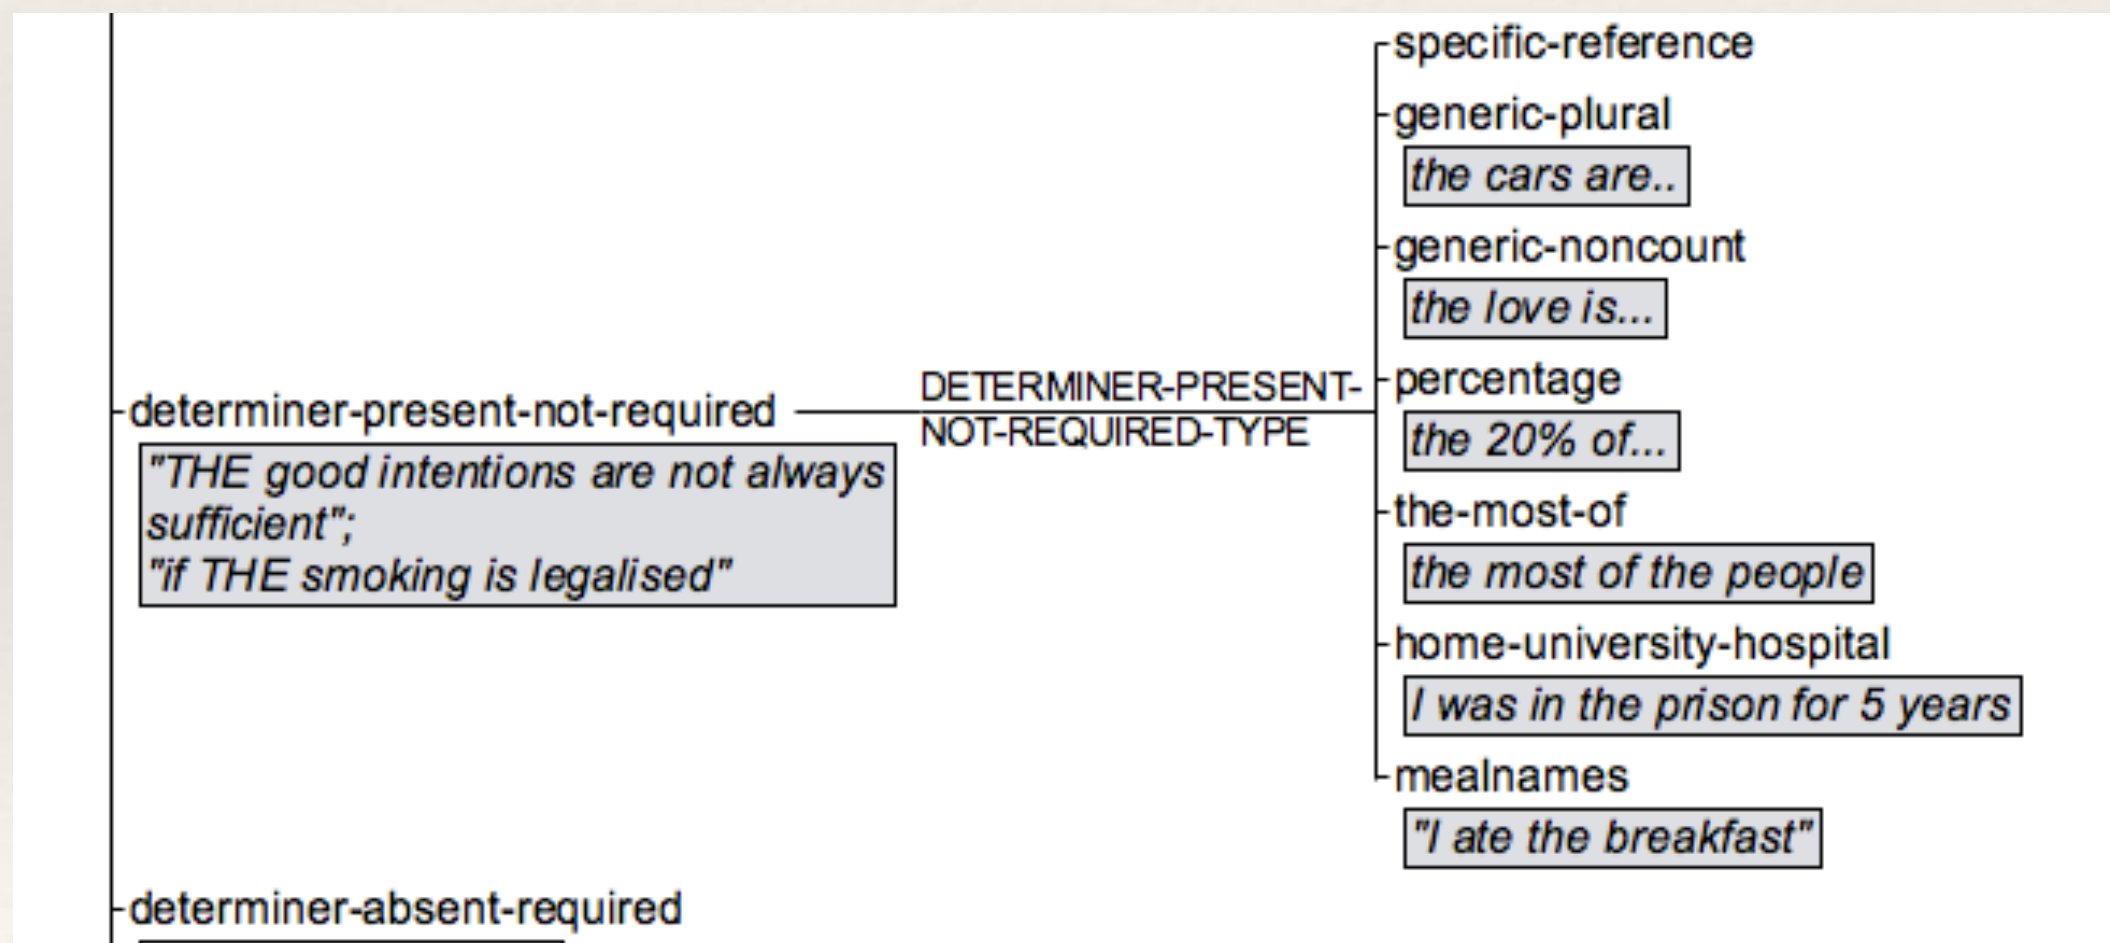 specific-reference
generic-plural
the cars are..
generic-noncount
the love is...
percentage
the 20% of...
the-most-of
the most of the people
home-university-hospital
I was in the prison for 5 years
mealnames
"I ate the breakfast"
DETERMINER-PRESENT-
NOT-REQUIRED-TYPE
determiner-present-not-required
"THE good intentions are not always
sufficient";
"if THE smoking is legalised"
determiner-absent-required